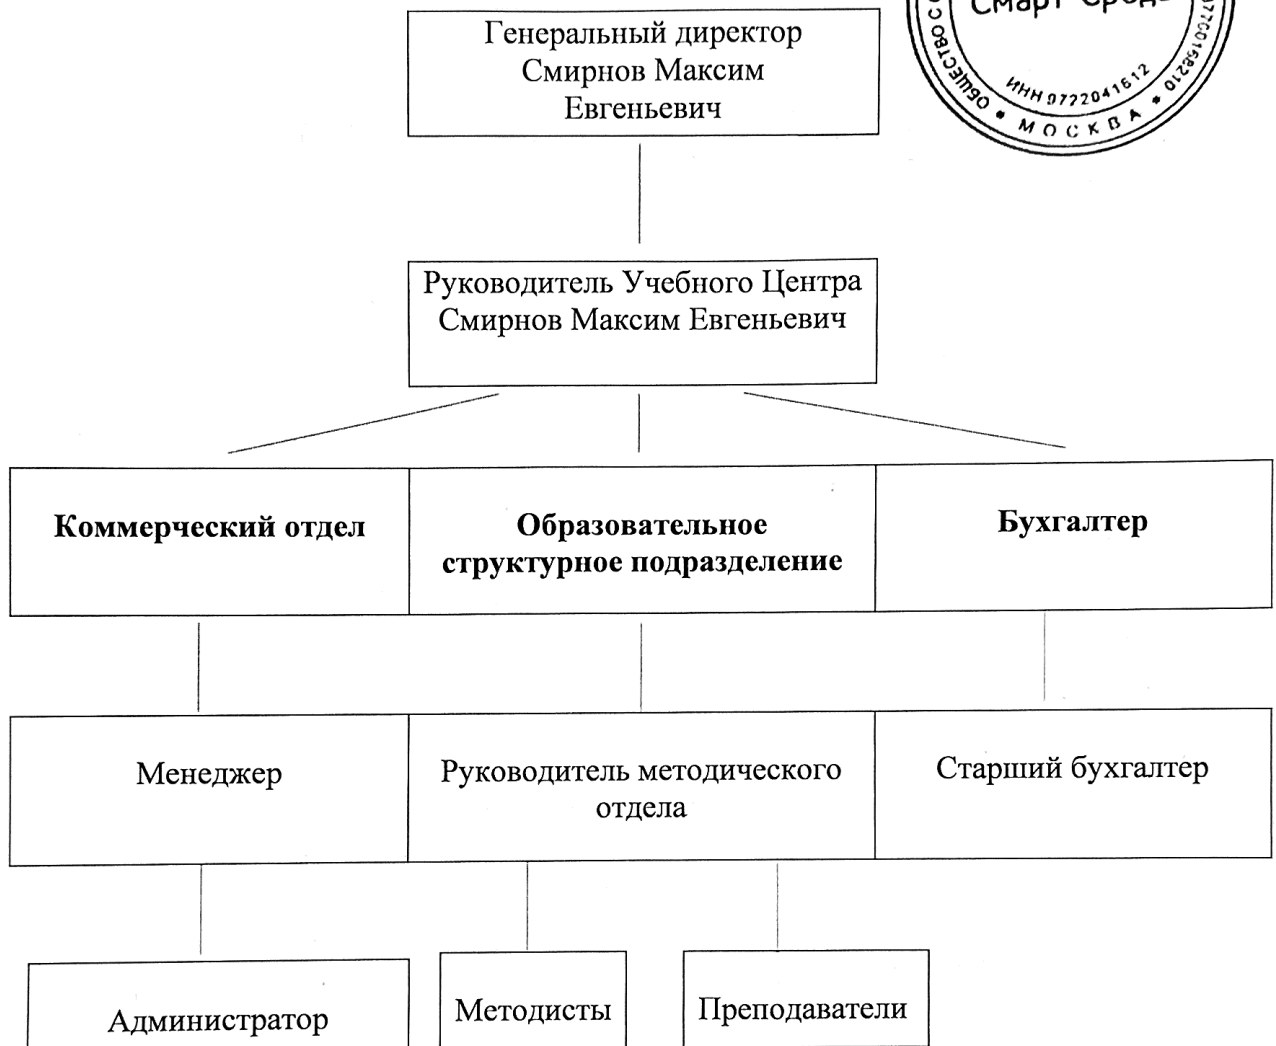 Генеральный директор
Смирнов Максим
Евгеньевич
Смарт
ИНН 9722041612
МОСКВА
Руководитель Учебного Центра
Смирнов Максим Евгеньевич
Коммерческий отдел
Образовательное
структурное подразделение
Бухгалтер
Менеджер
Руководитель методического
отдела
Старший бухгалтер
Администратор
Методисты
Преподаватели